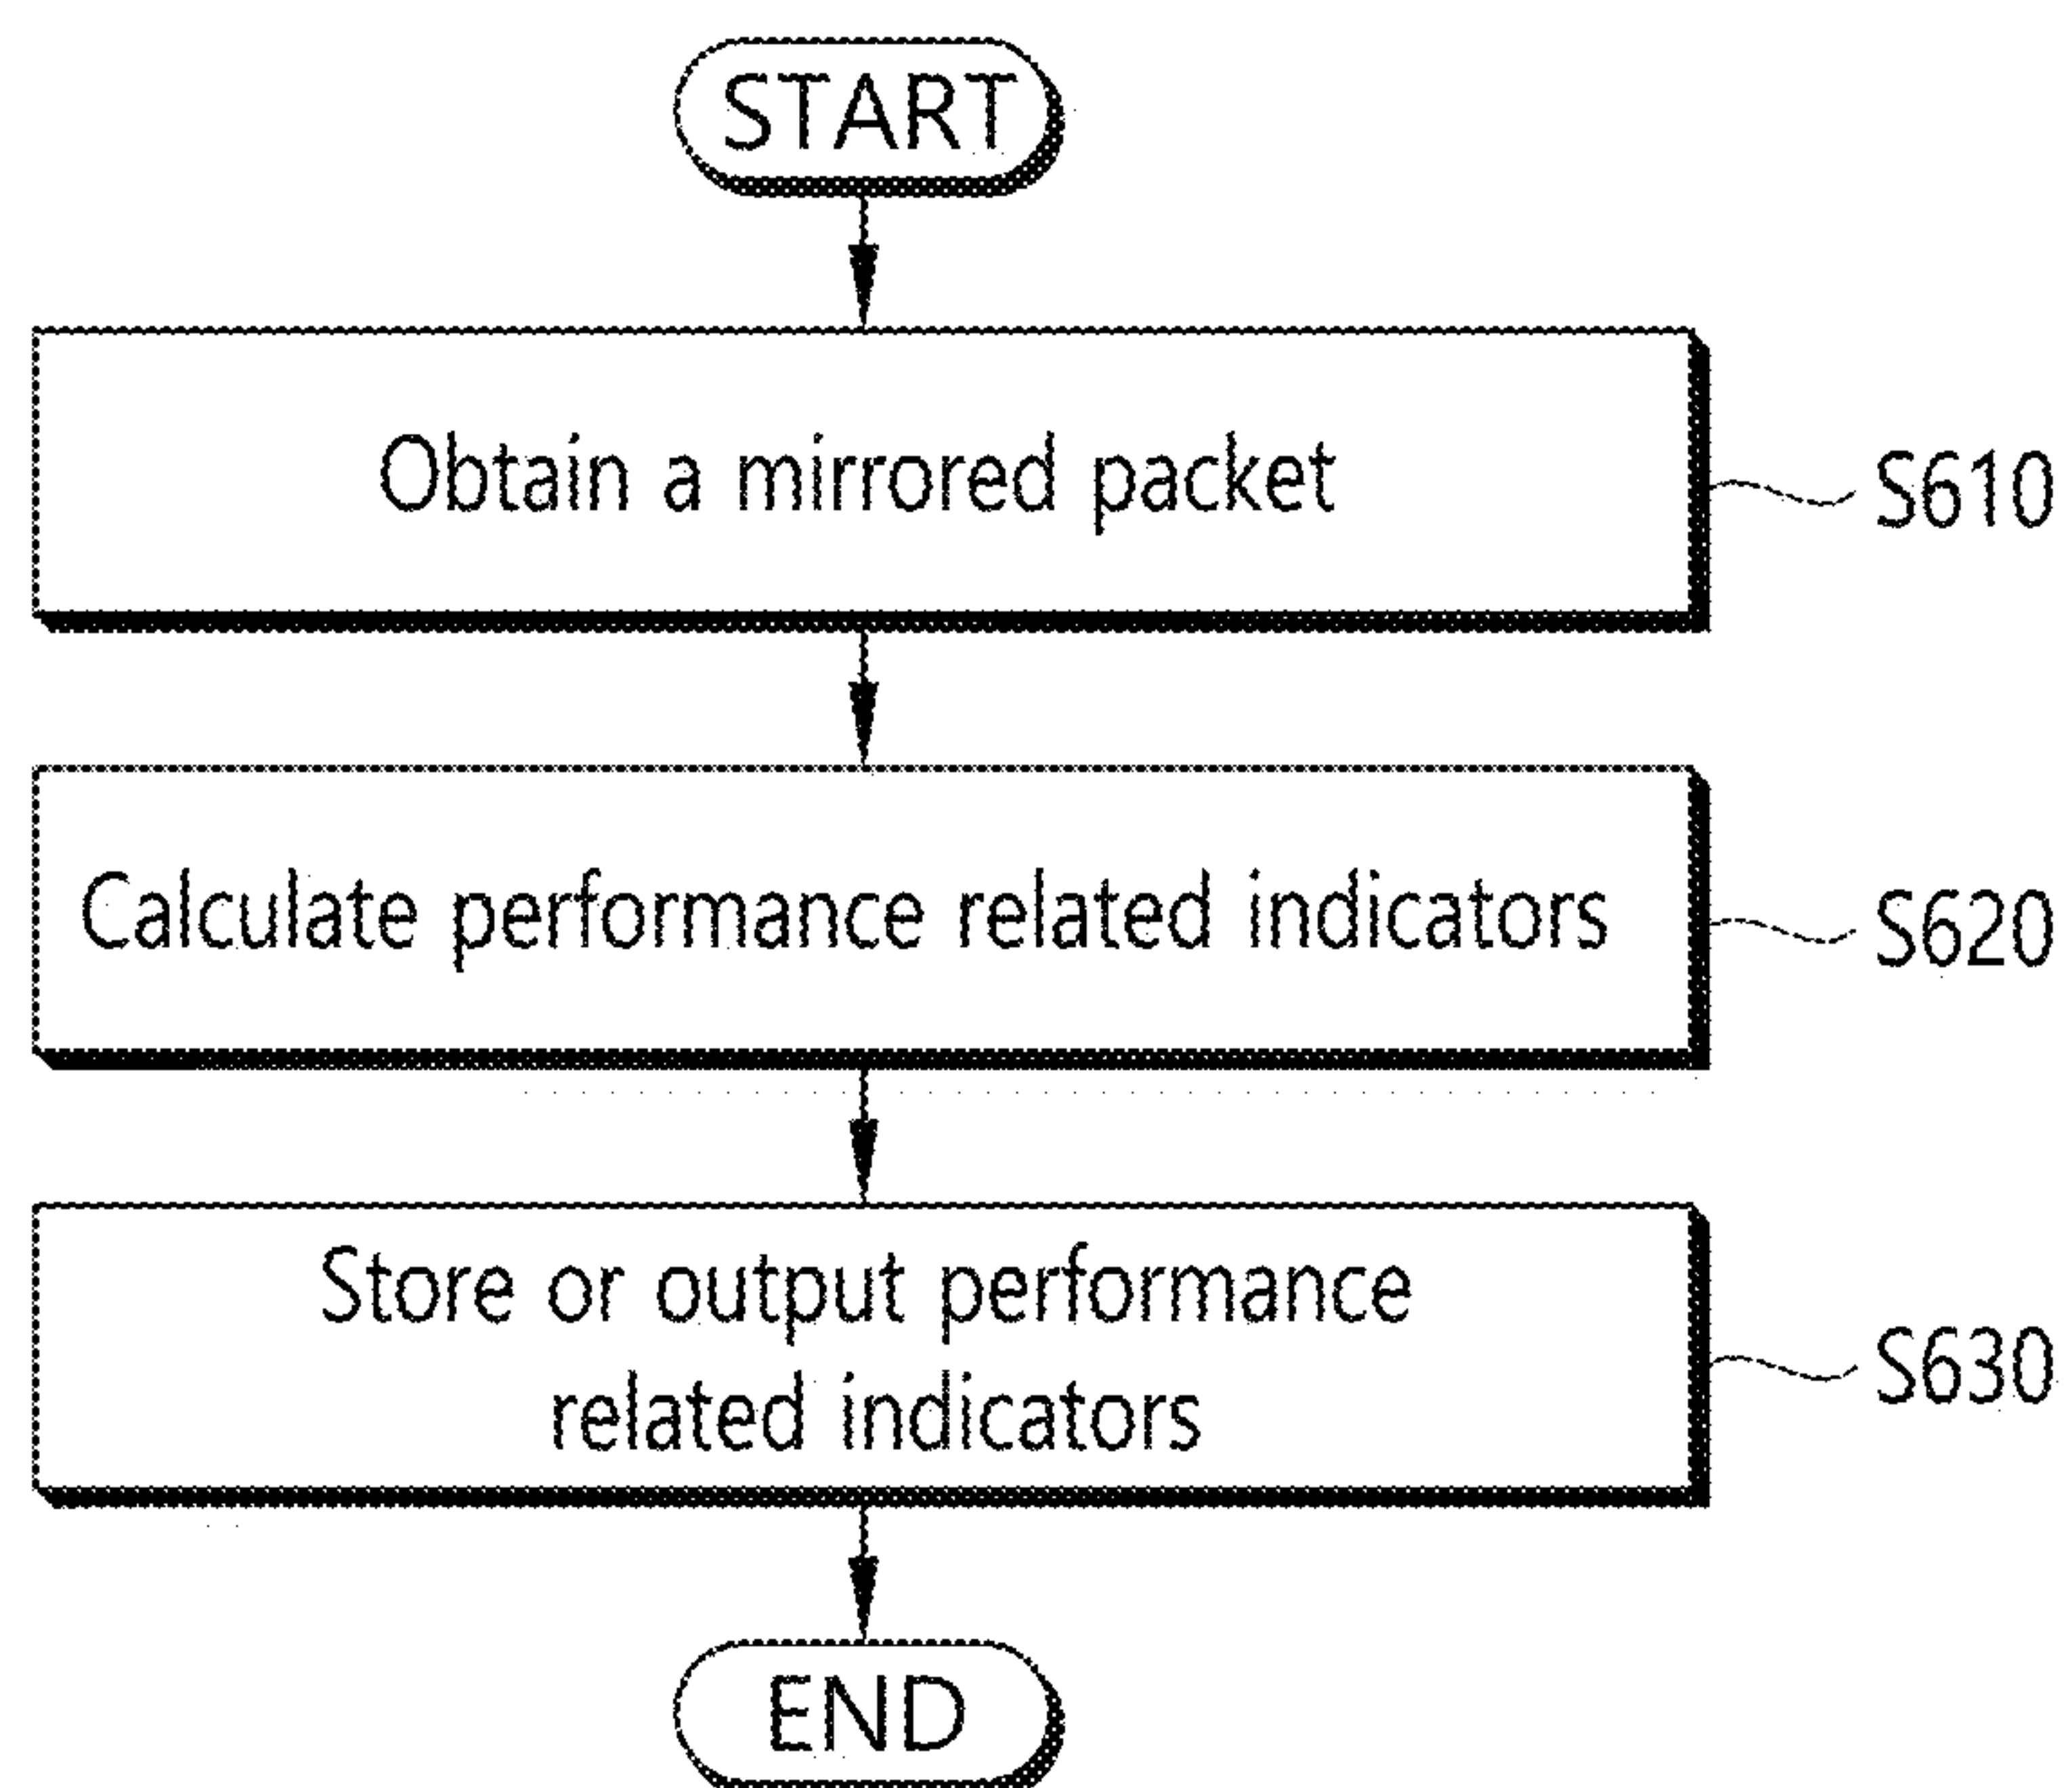 START
Obtain a mirrored packet
S610
Calculate performance related indicators
S620
Store or output performance
related indicators
S630
END